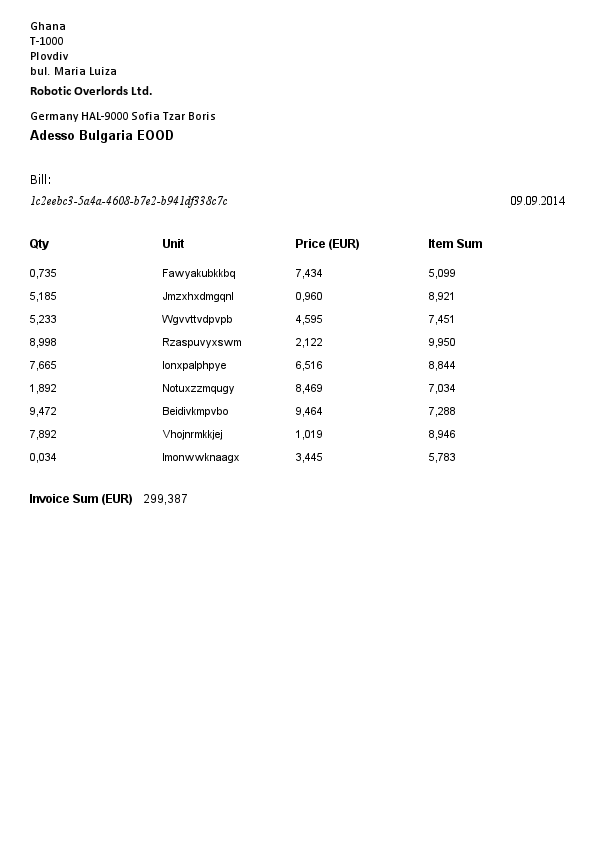 Ghana
T-1000
Plovdiv
bul. Maria Luiza
Robotic Overlords Ltd.
Germany HAL-9000 Sofia Tzar Boris
Adesso Bulgaria EOOD
Bill:
1c2eebc3-5a4a-4608-b7e2-b941df338c7c 09.09.2014
Qty Unit Price (EUR) Item Sum
0,735 Fawyakubkkbq 7,434 5,099
5,185 Jmzxhxdmgqnl 0,960 8,921
5,233 Wgvvttvdpvpb 4,595 7,451
8,998 Rzaspuvyxswm 2,122 9,950
7,665 Ionxpalphpye 6,516 8,844
1,892 Notuxzzmqugy 8,469 7,034
9,472 Beidivkmpvbo 9,464 7,288
7,892 Vhojnrmkkjej 1,019 8,946
0,034 Imonwwknaagx 3,445 5,783
Invoice Sum (EUR) 299,387